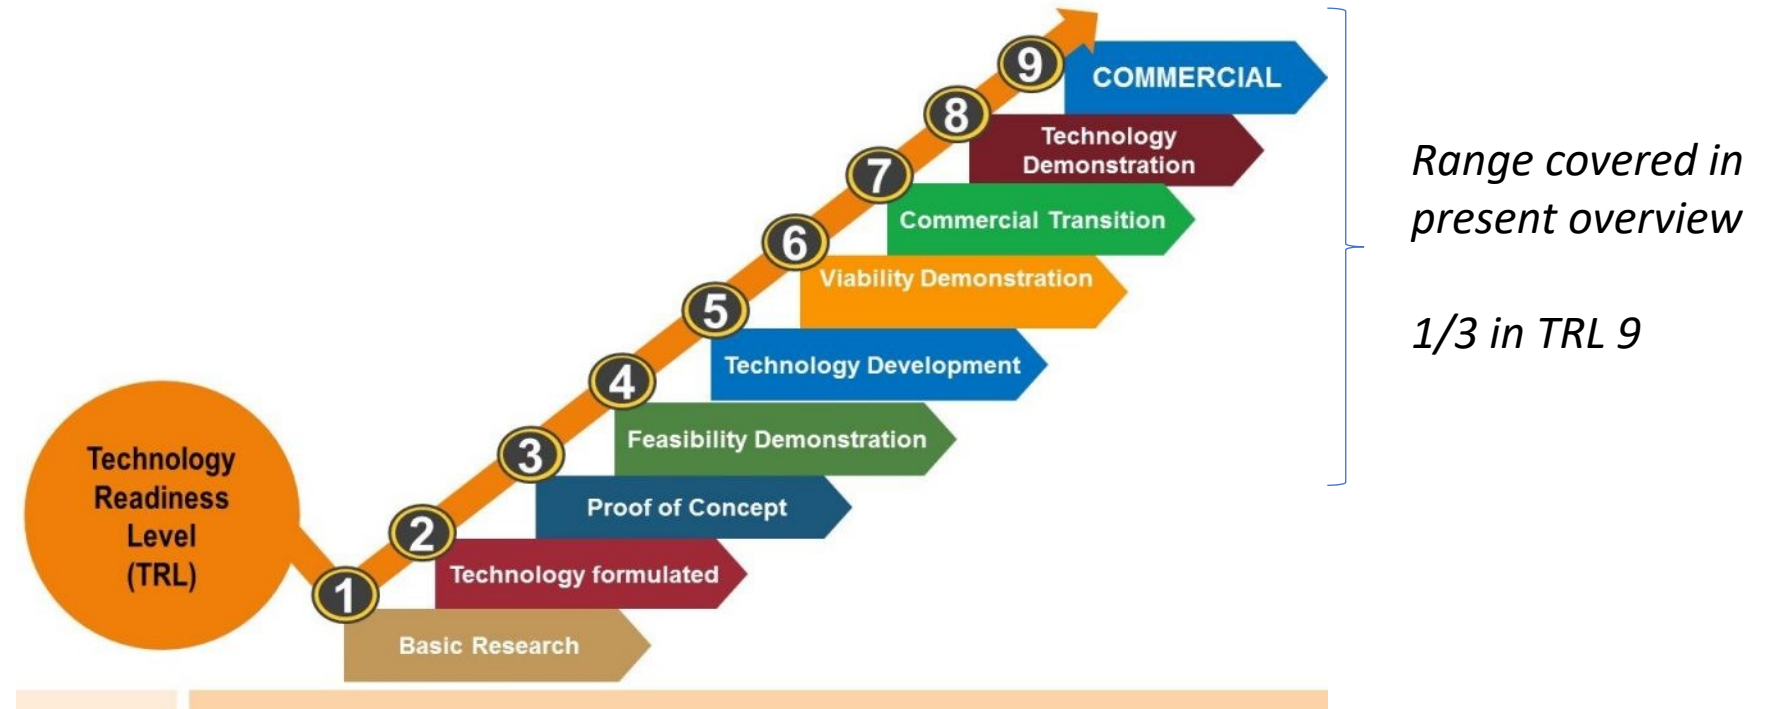 9
COMMERCIAL
8
Technology
Demonstration
7
Commercial Transition
6
Viability Demonstration
5
Technology Development
4
Feasibility Demonstration
3
Proof of Concept
2
Technology formulated
1
Basic Research
Technology
Readiness
Level
(TRL)
Range covered in
present overview
1/3 in TRL 9